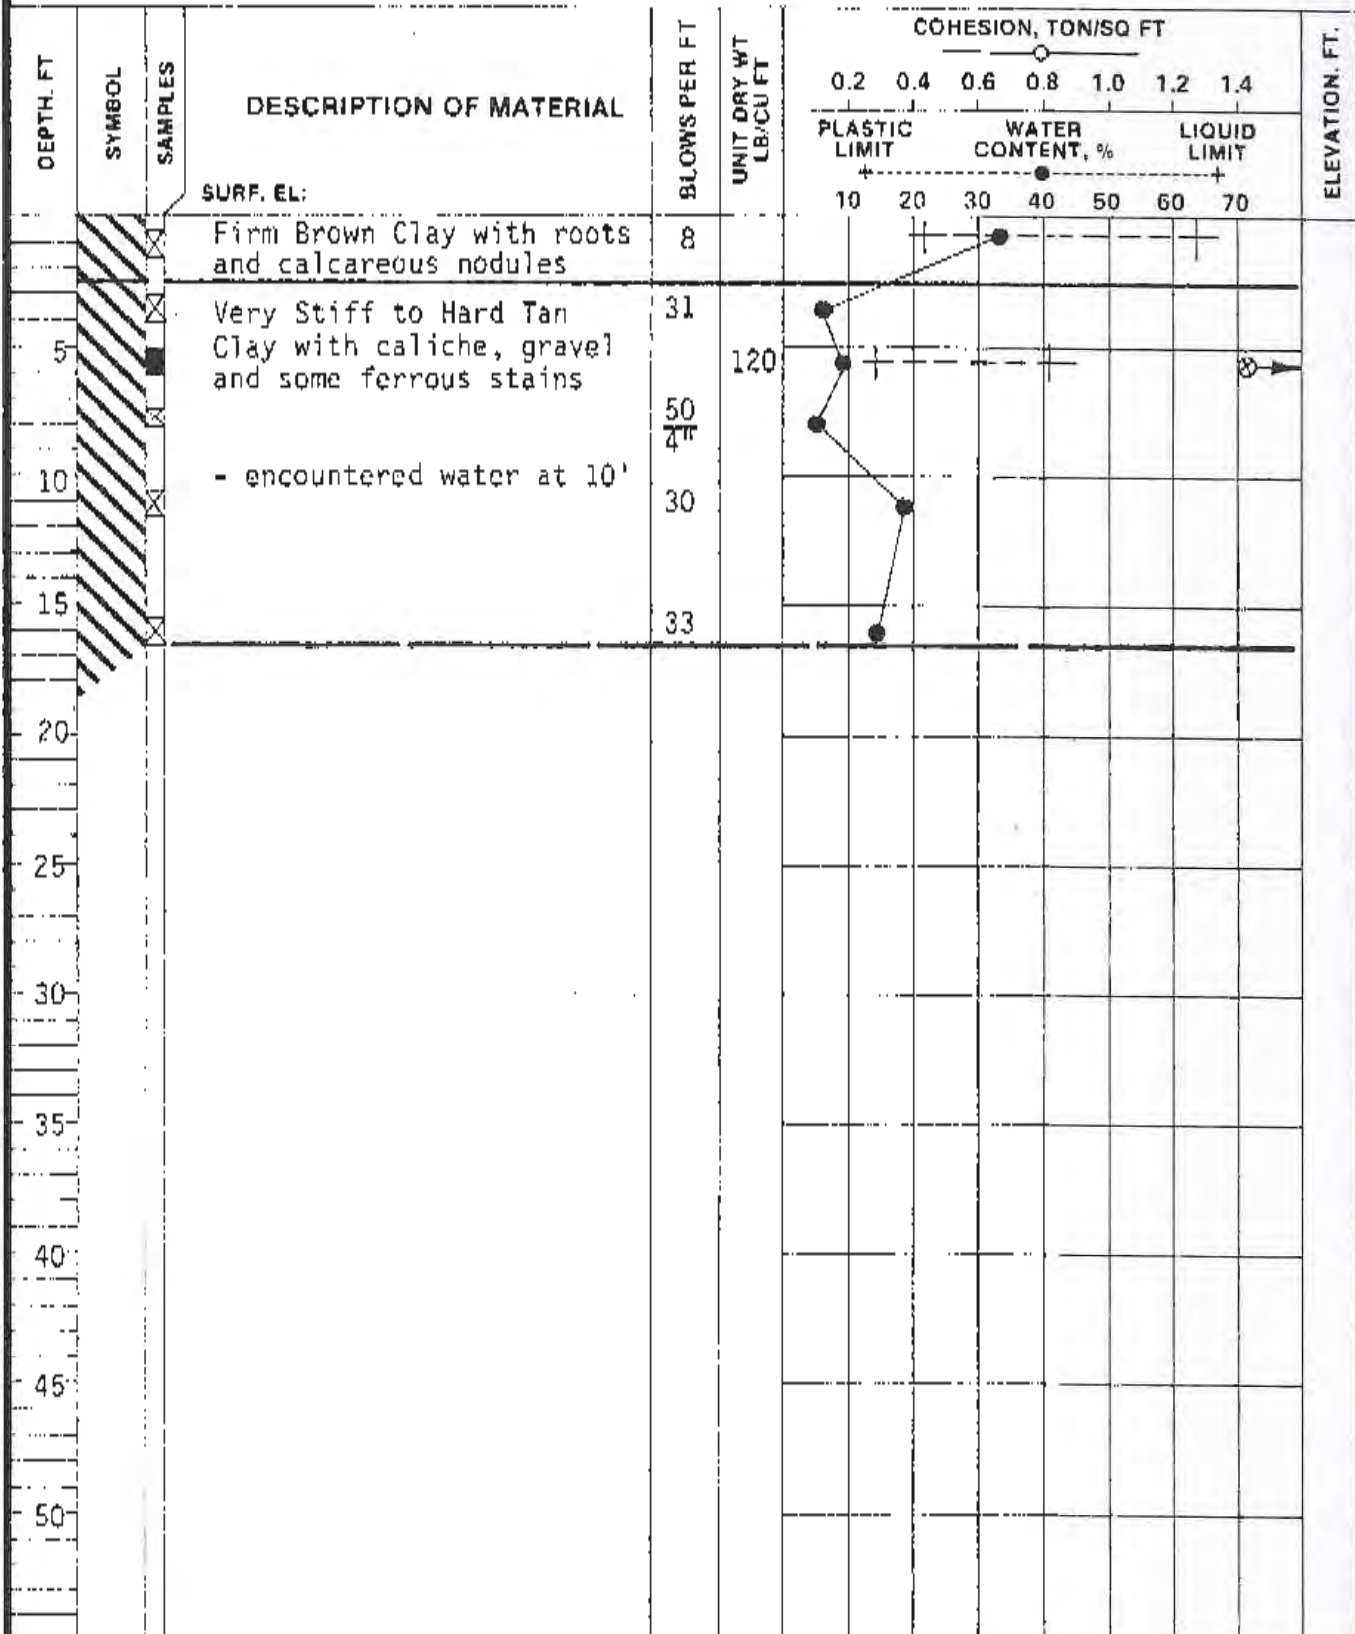 DEPTH. FT
SYMBOL
SAMPLES
DESCRIPTION OF MATERIAL
SURF. EL:
BLOWS PER FT
UNIT DRY WT
LB/CU FT
COHESION, TON/SQ FT
0.2 0.4 0.6 0.8 1.0 1.2 1.4
PLASTIC LIMIT
WATER CONTENT, %
LIQUID LIMIT
10 20 30 40 50 60 70
ELEVATION. FT.
Firm Brown Clay with roots
and calcareous nodules
8
Very Stiff to Hard Tan
Clay with caliche, gravel
and some ferrous stains
31
5
120
50
4"
- encountered water at 10'
10
30
15
33
20
25
30
35
40
45
50